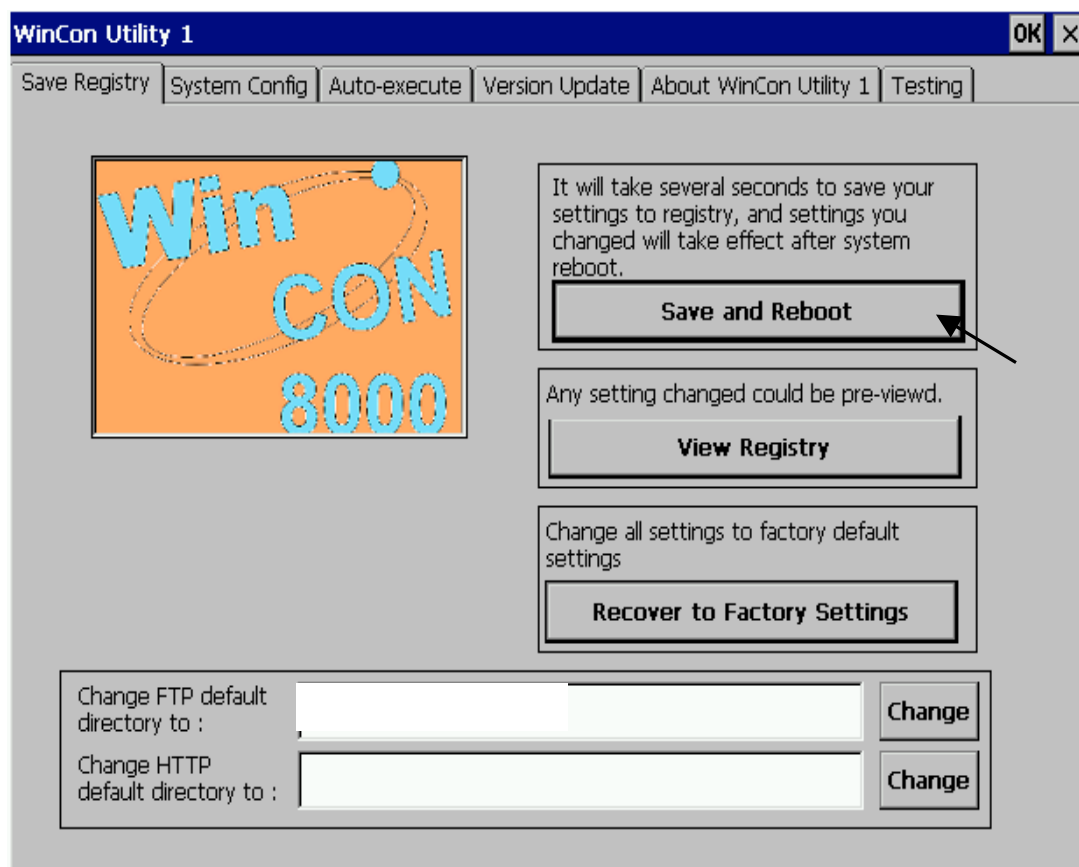 WinCon Utility 1
OK
Save Registry
System Config
Auto-execute
Version Update
About WinCon Utility 1
Testing
Win
CON
8000
It will take several seconds to save your
settings to registry, and settings you
changed will take effect after system
reboot.
Save and Reboot
Any setting changed could be pre-viewd.
View Registry
Change all settings to factory default
settings
Recover to Factory Settings
Change FTP default
directory to :
Change
Change HTTP
default directory to :
Change